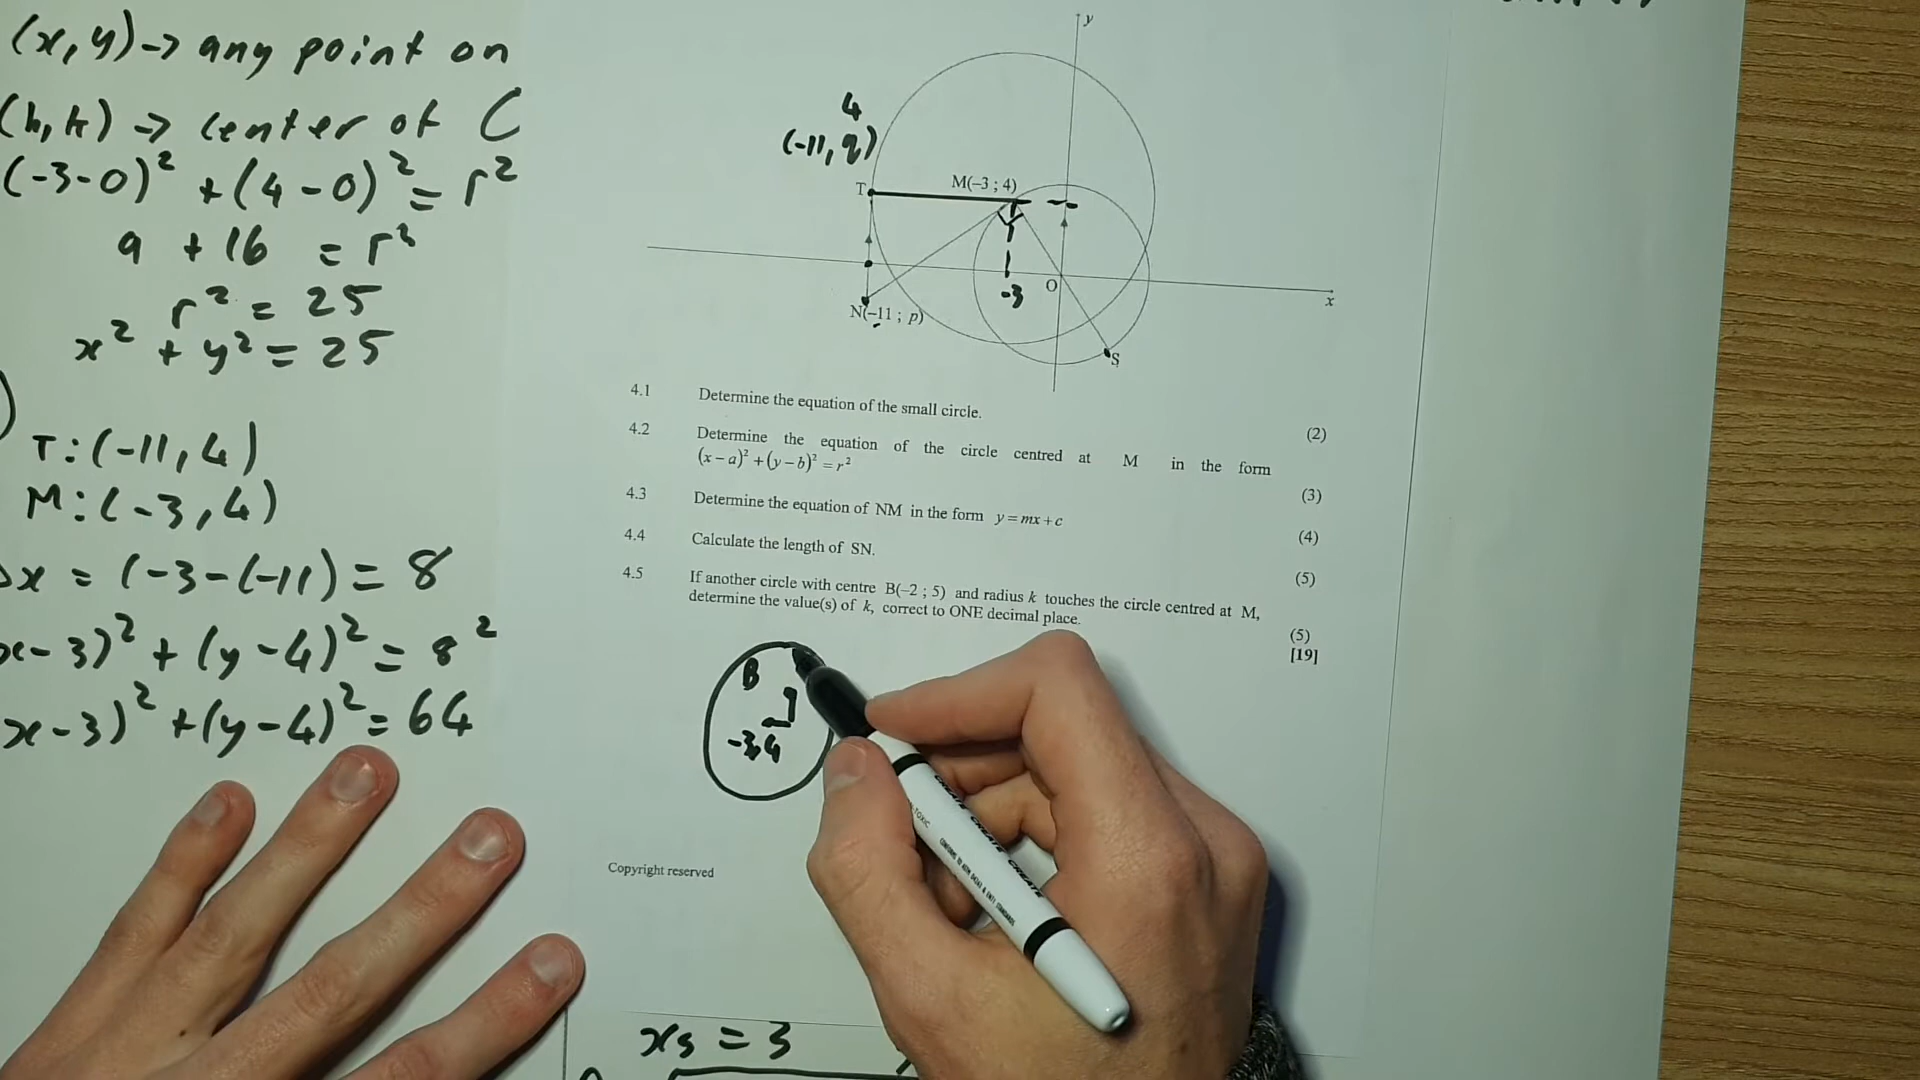 (x,y) -> any point on
(h,k) -> center of C
(-3-0)² + (4-0)² = r²
9 + 16 = r²
r² = 25
x² + y² = 25
)
T: (-11, 4)
M: (-3, 4)
x = (-3-(-11) = 8
x-3)² + (y-4)² = 8²
x-3)² + (y-4)² = 64
y
4
(-11, q)
T
M(−3 ; 4)
-3
O
x
N(−11 ; p)
S
4.1 Determine the equation of the small circle. (2)
4.2 Determine the equation of the circle centred at M in the form
(x − a)² + (y − b)² = r² (3)
4.3 Determine the equation of NM in the form y = mx + c (4)
4.4 Calculate the length of SN. (5)
4.5 If another circle with centre B(−2 ; 5) and radius k touches the circle centred at M,
determine the value(s) of k, correct to ONE decimal place. (5)
[19]
B
-3,4
Copyright reserved
xs = 3
CREATE CREATE CREATE